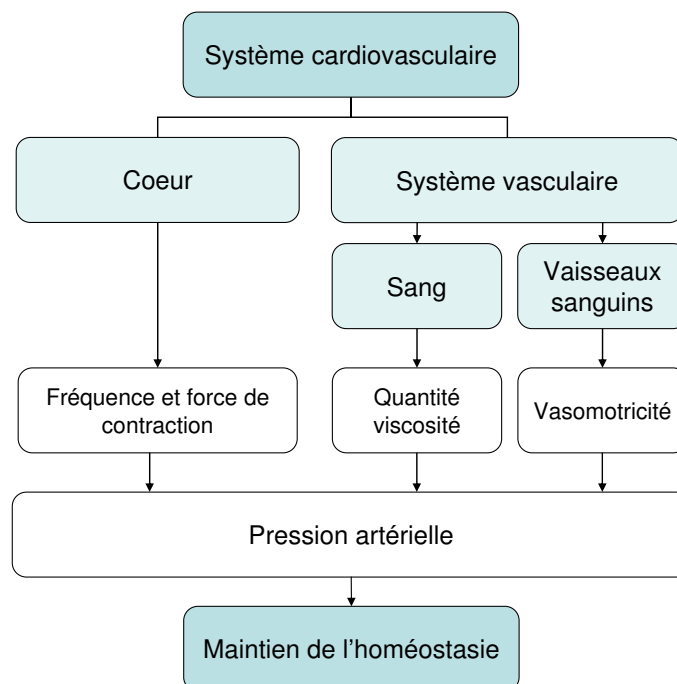 Système cardiovasculaire
Coeur
Système vasculaire
Sang
Vaisseaux
sanguins
Fréquence et force de
contraction
Quantité
viscosité
Vasomotricité
Pression artérielle
Maintien de l’homéostasie